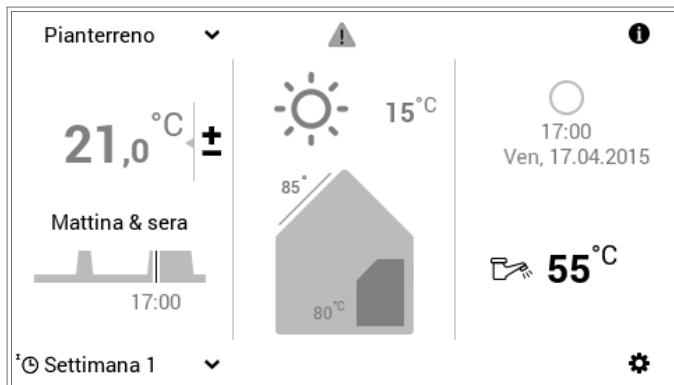 Pianterreno
21,0 °C
±
Mattina & sera
17:00
Settimana 1
15°C
85°
80°C
17:00
Ven, 17.04.2015
55°C